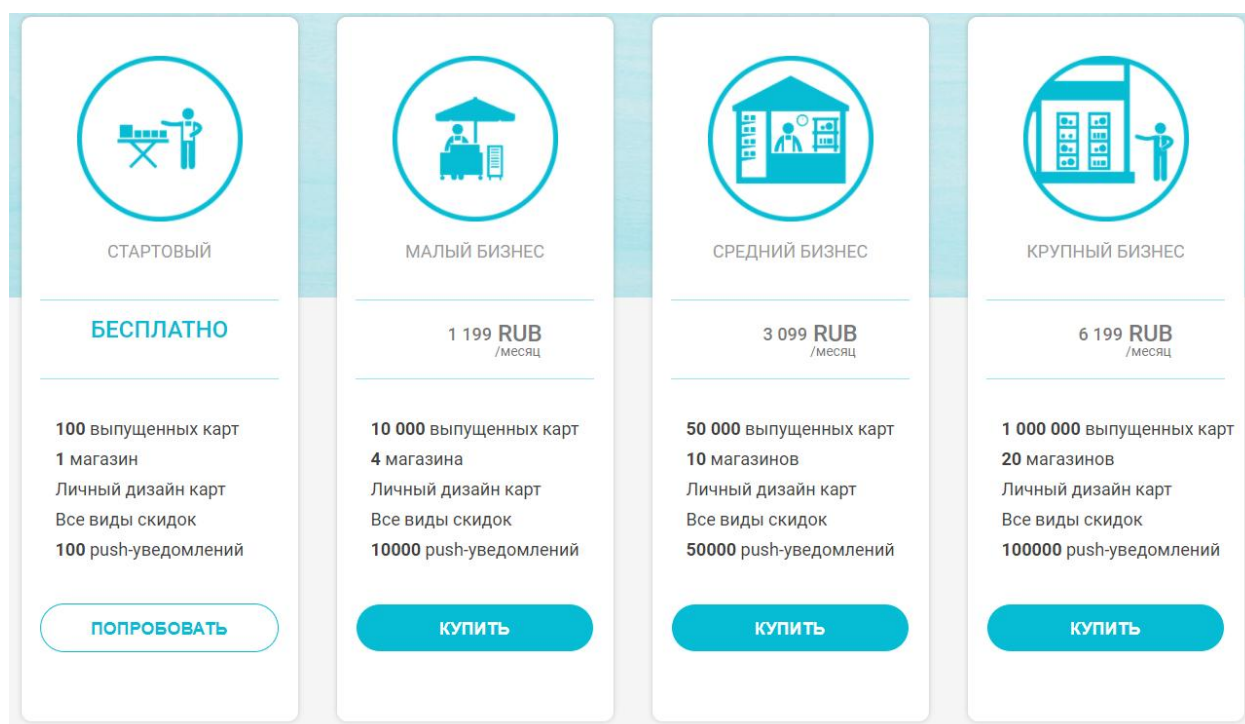 СТАРТОВЫЙ
БЕСПЛАТНО
100 выпущенных карт
1 магазин
Личный дизайн карт
Все виды скидок
100 push-уведомлений
ПОПРОБОВАТЬ
МАЛЫЙ БИЗНЕС
1 199 RUB
/месяц
10 000 выпущенных карт
4 магазина
Личный дизайн карт
Все виды скидок
10000 push-уведомлений
КУПИТЬ
СРЕДНИЙ БИЗНЕС
3 099 RUB
/месяц
50 000 выпущенных карт
10 магазинов
Личный дизайн карт
Все виды скидок
50000 push-уведомлений
КУПИТЬ
КРУПНЫЙ БИЗНЕС
6 199 RUB
/месяц
1 000 000 выпущенных карт
20 магазинов
Личный дизайн карт
Все виды скидок
100000 push-уведомлений
КУПИТЬ